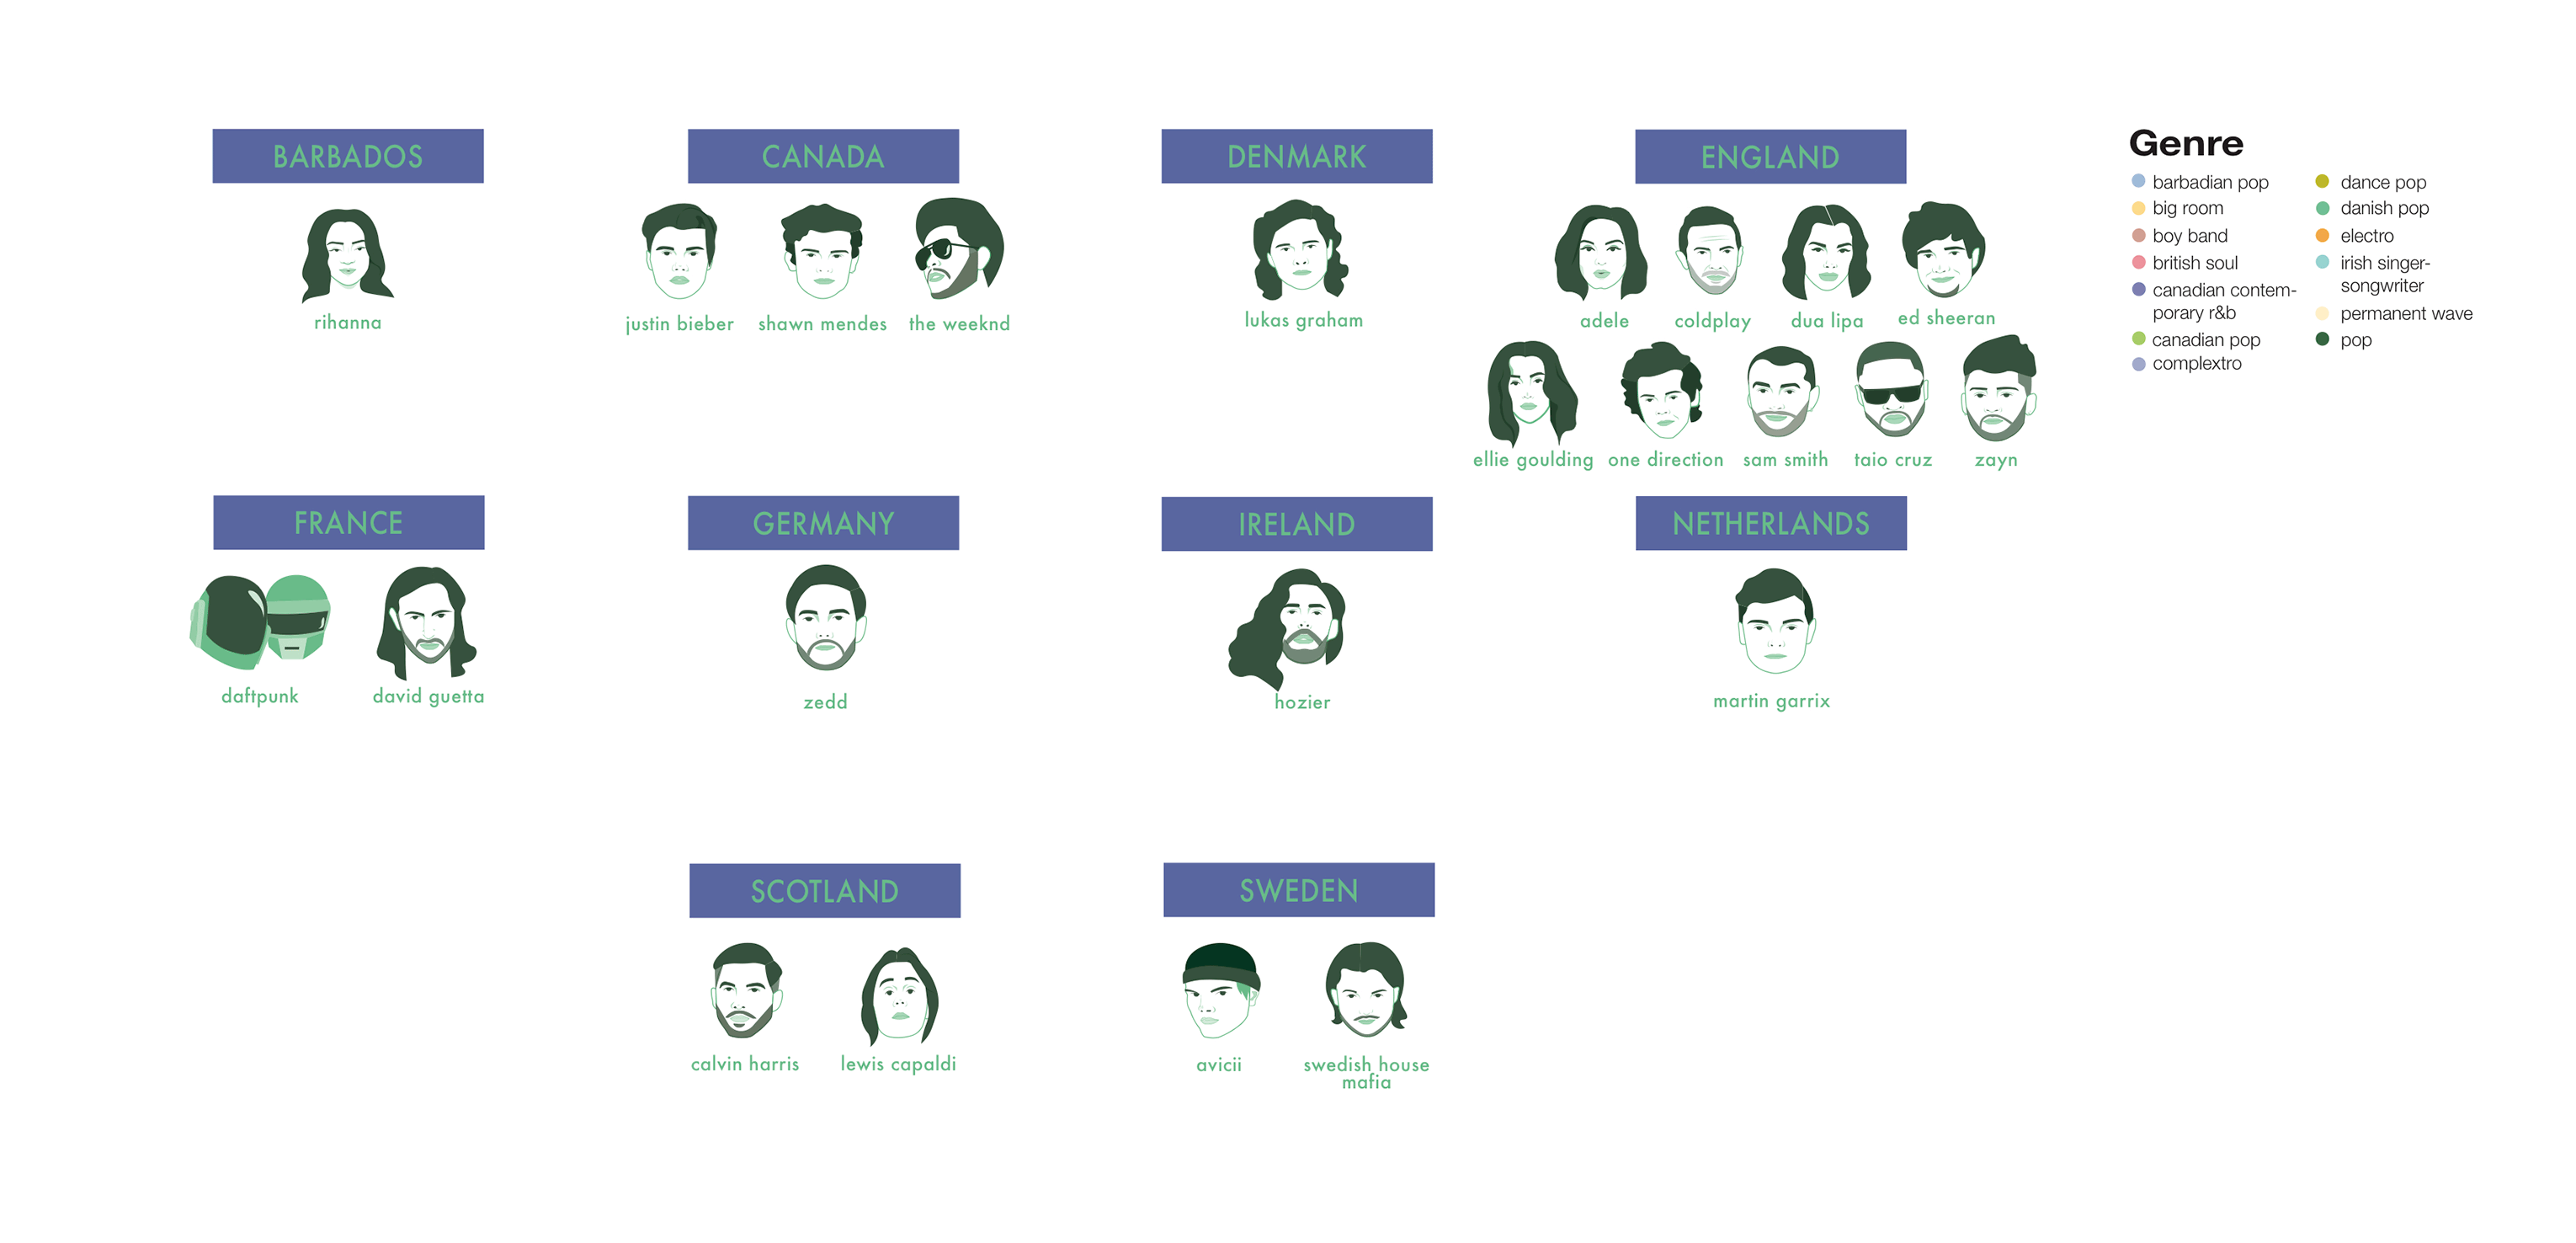 BARBADOS
rihanna
CANADA
justin bieber
shawn mendes
the weeknd
DENMARK
lukas graham
ENGLAND
adele
coldplay
dua lipa
ed sheeran
ellie goulding
one direction
sam smith
taio cruz
zayn
FRANCE
daftpunk
david guetta
GERMANY
zedd
IRELAND
hozier
NETHERLANDS
martin garrix
SCOTLAND
calvin harris
lewis capaldi
SWEDEN
avicii
swedish house
mafia
Genre
barbadian pop
big room
boy band
british soul
canadian contem-
porary r&b
canadian pop
complextro
dance pop
danish pop
electro
irish singer-
songwriter
permanent wave
pop